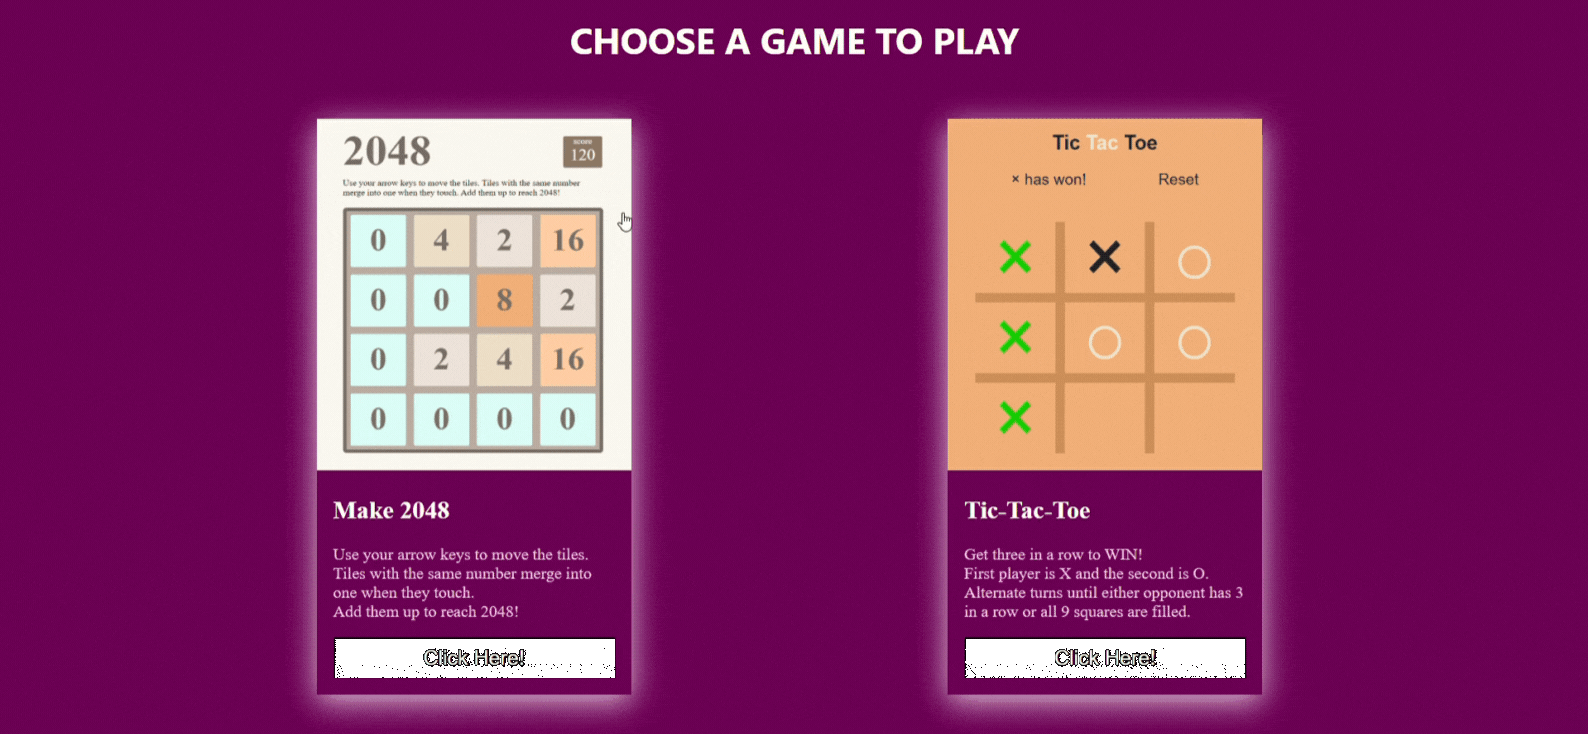 CHOOSE A GAME TO PLAY
2048
SCORE
120
Use your arrow keys to move the tiles. Tiles with the same number
merge into one when they touch. Add them up to reach 2048!
0 4 2 16
0 0 8 2
0 2 4 16
0 0 0 0
Make 2048
Use your arrow keys to move the tiles.
Tiles with the same number merge into
one when they touch.
Add them up to reach 2048!
Click Here!
Tic Tac Toe
× has won! Reset
Tic-Tac-Toe
Get three in a row to WIN!
First player is X and the second is O.
Alternate turns until either opponent has 3
in a row or all 9 squares are filled.
Click Here!